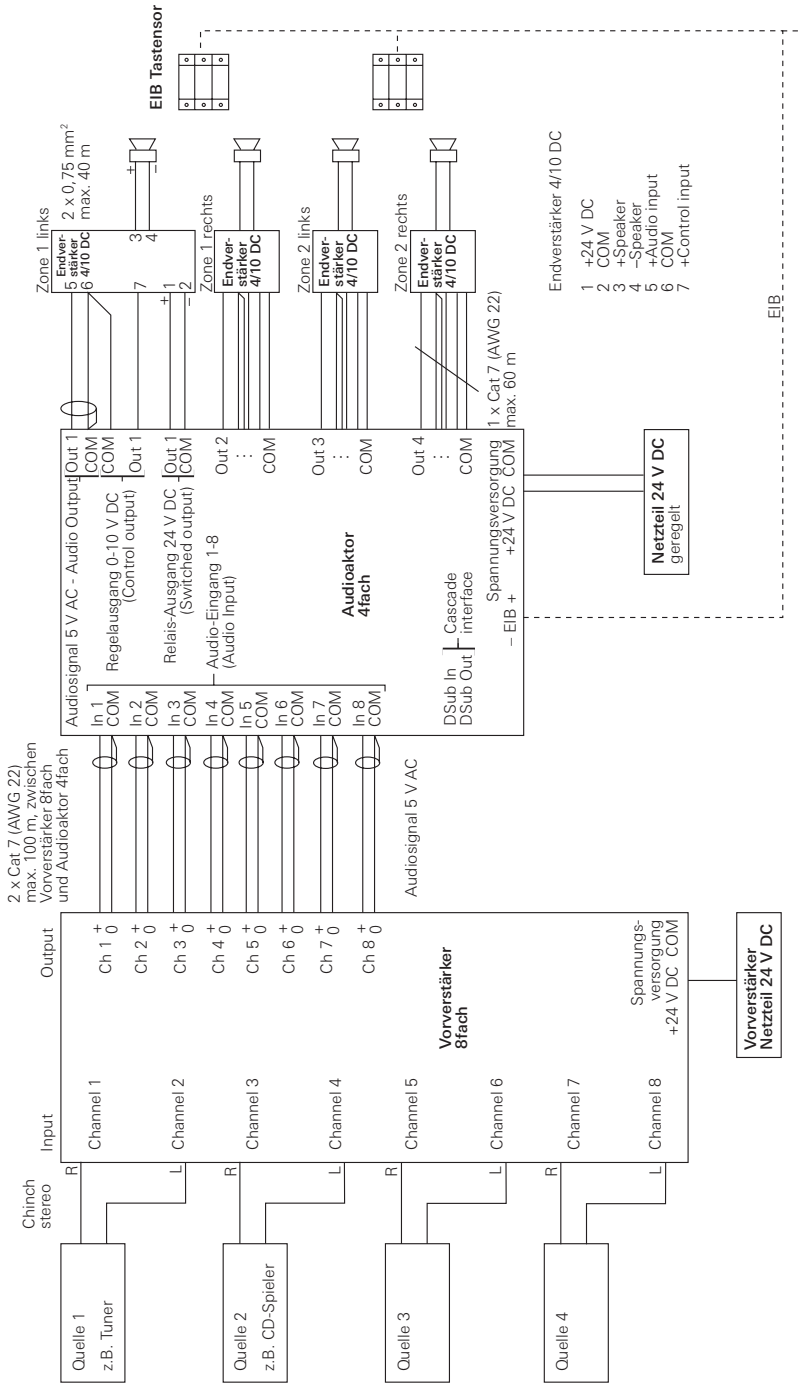 Chinch
stereo
Quelle 1
z.B. Tuner
Quelle 2
z.B. CD-Spieler
Quelle 3
Quelle 4
R
L
R
L
R
L
R
L
Input
Channel 1
Channel 2
Channel 3
Channel 4
Channel 5
Channel 6
Channel 7
Channel 8
Vorverstärker
8fach
Output
Ch 1 +
0
Ch 2 +
0
Ch 3 +
0
Ch 4 +
0
Ch 5 +
0
Ch 6 +
0
Ch 7 +
0
Ch 8 +
0
Spannungs-
versorgung
+24 V DC COM
Vorverstärker
Netzteil 24 V DC
2 x Cat 7 (AWG 22)
max. 100 m, zwischen
Vorverstärker 8fach
und Audioaktor 4fach
Audiosignal 5 V AC
In 1
COM
In 2
COM
In 3
COM
In 4
COM
In 5
COM
In 6
COM
In 7
COM
In 8
COM
Audio-Eingang 1-8
(Audio Input)
Audiosignal 5 V AC - Audio Output
Out 1
COM
Regelausgang 0-10 V DC
(Control output)
COM
Out 1
Relais-Ausgang 24 V DC
(Switched output)
Out 1
COM
Audioaktor
4fach
Out 2
:
:
COM
Out 3
:
:
COM
Out 4
:
:
COM
DSub In
DSub Out
Cascade
interface
Spannungsversorgung
– EIB +
+24 V DC COM
Netzteil 24 V DC
geregelt
1 x Cat 7 (AWG 22)
max. 60 m
Zone 1 links
5
6
7
+ 1
– 2
3
4
Endver-
stärker
4/10 DC
2 x 0,75 mm²
max. 40 m
+
–
Zone 1 rechts
Endver-
stärker
4/10 DC
Zone 2 links
Endver-
stärker
4/10 DC
Zone 2 rechts
Endver-
stärker
4/10 DC
EIB Tastensor
Endverstärker 4/10 DC
1 +24 V DC
2 COM
3 +Speaker
4 –Speaker
5 +Audio input
6 COM
7 +Control input
EIB